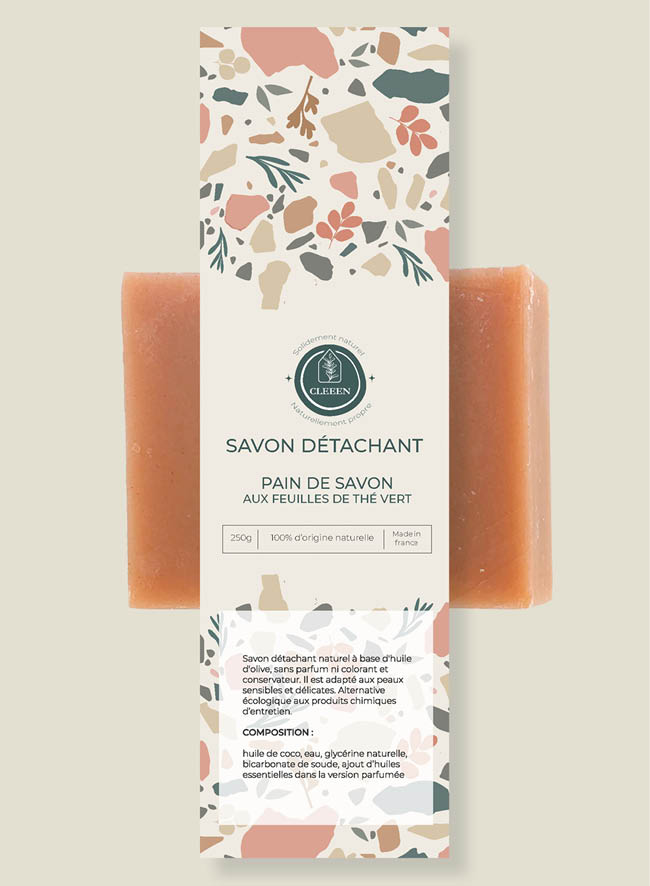 Solidement naturel
CLEEEN
Naturellement propre
SAVON DÉTACHANT
PAIN DE SAVON
AUX FEUILLES DE THÉ VERT
250g
100% d'origine naturelle
Made in
france
Savon détachant naturel à base d'huile
d'olive, sans parfum ni colorant et
conservateur. Il est adapté aux peaux
sensibles et délicates. Alternative
écologique aux produits chimiques
d'entretien.
COMPOSITION :
huile de coco, eau, glycérine naturelle,
bicarbonate de soude, ajout d'huiles
essentielles dans la version parfumée